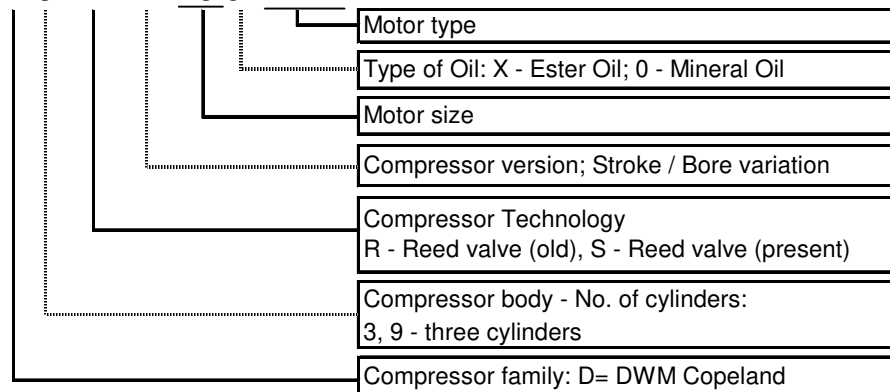 Motor type
Type of Oil: X - Ester Oil; 0 - Mineral Oil
Motor size
Compressor version; Stroke / Bore variation
Compressor Technology
R - Reed valve (old), S - Reed valve (present)
Compressor body - No. of cylinders:
3, 9 - three cylinders
Compressor family: D= DWM Copeland